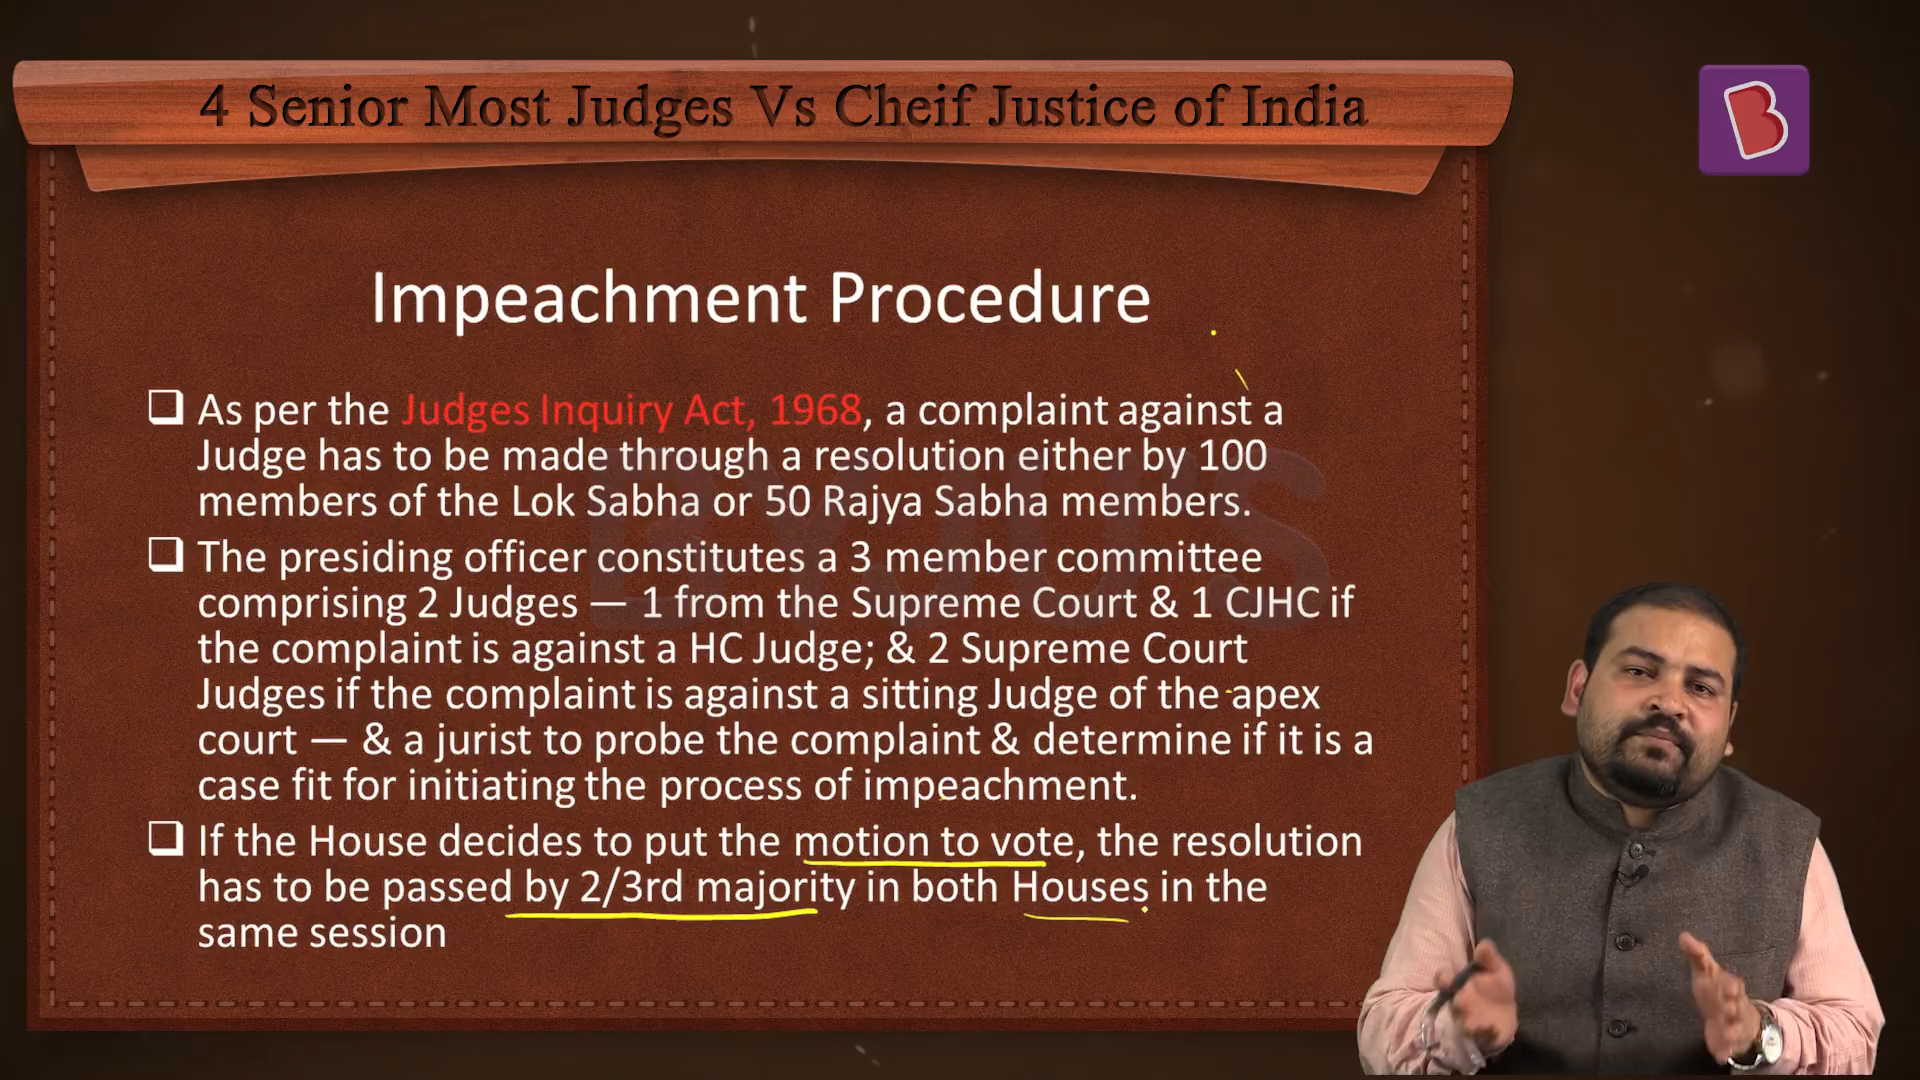 4 Senior Most Judges Vs Cheif Justice of India
B
Impeachment Procedure
As per the Judges Inquiry Act, 1968, a complaint against a
Judge has to be made through a resolution either by 100
members of the Lok Sabha or 50 Rajya Sabha members.
The presiding officer constitutes a 3 member committee
comprising 2 Judges — 1 from the Supreme Court & 1 CJHC if
the complaint is against a HC Judge; & 2 Supreme Court
Judges if the complaint is against a sitting Judge of the apex
court — & a jurist to probe the complaint & determine if it is a
case fit for initiating the process of impeachment.
If the House decides to put the motion to vote, the resolution
has to be passed by 2/3rd majority in both Houses in the
same session
BYJU'S